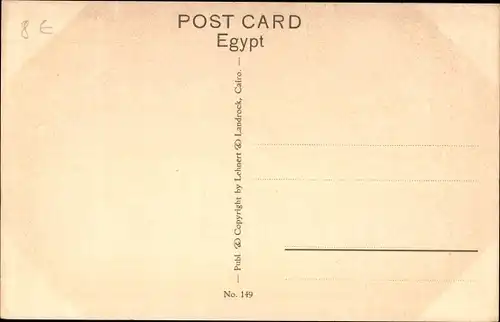 8 €
POST CARD
Egypt
— Publ. & Copyright by Lehnert & Landrock, Cairo. —
No. 149